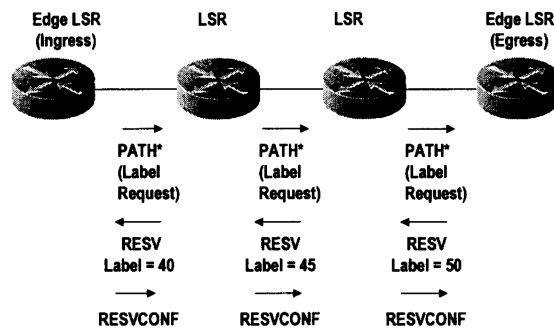 Edge LSR
(Ingress)
LSR
LSR
Edge LSR
(Egress)
PATH*
(Label
Request)
PATH*
(Label
Request)
PATH*
(Label
Request)
RESV
Label = 40
RESV
Label = 45
RESV
Label = 50
RESVCONF
RESVCONF
RESVCONF